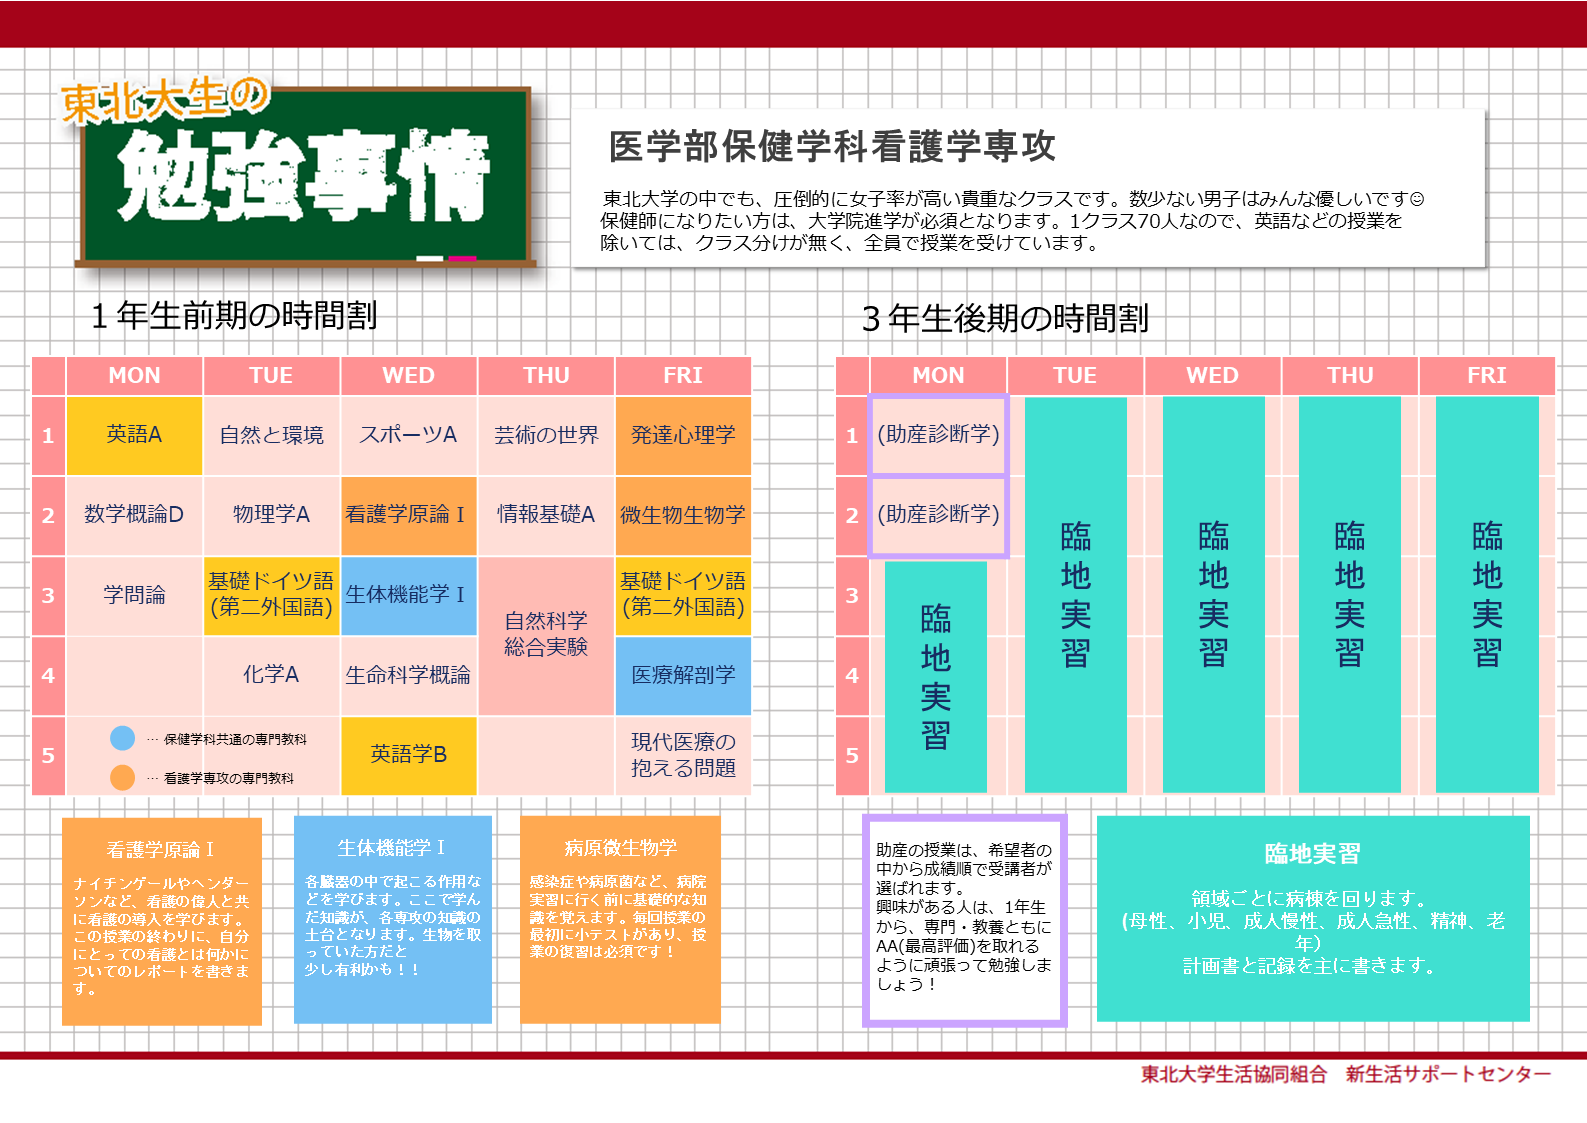 東北大生の
勉強事情
医学部保健学科看護学専攻
東北大学の中でも、圧倒的に女子率が高い貴重なクラスです。数少ない男子はみんな優しいです☺
保健師になりたい方は、大学院進学が必須となります。1クラス70人なので、英語などの授業を
除いては、クラス分けが無く、全員で授業を受けています。
１年生前期の時間割
MON TUE WED THU FRI
1 英語A 自然と環境 スポーツA 芸術の世界 発達心理学
2 数学概論D 物理学A 看護学原論Ⅰ 情報基礎A 微生物生物学
3 学問論 基礎ドイツ語 生体機能学Ⅰ 自然科学 基礎ドイツ語
(第二外国語) 総合実験 (第二外国語)
4 化学A 生命科学概論 医療解剖学
5 英語学B 現代医療の
抱える問題
… 保健学科共通の専門教科
… 看護学専攻の専門教科
看護学原論Ⅰ
ナイチンゲールやヘンダー
ソンなど、看護の偉人と共
に看護の導入を学びます。
この授業の終わりに、自分
にとっての看護とは何かに
ついてのレポートを書きま
す。
生体機能学Ⅰ
各臓器の中で起こる作用な
どを学びます。ここで学ん
だ知識が、各専攻の知識の
土台となります。生物を取
っていた方だと
少し有利かも！！
病原微生物学
感染症や病原菌など、病院
実習に行く前に基礎的な知
識を覚えます。毎回授業の
最初に小テストがあり、授
業の復習は必須です！
３年生後期の時間割
MON TUE WED THU FRI
1 (助産診断学)
2 (助産診断学)
3
4
5
臨地実習
臨地実習
臨地実習
臨地実習
臨地実習
助産の授業は、希望者の
中から成績順で受講者が
選ばれます。
興味がある人は、1年生
から、専門・教養ともに
AA(最高評価)を取れる
ように頑張って勉強しま
しょう！
臨地実習
領域ごとに病棟を回ります。
(母性、小児、成人慢性、成人急性、精神、老
年）
計画書と記録を主に書きます。
東北大学生活協同組合　新生活サポートセンター